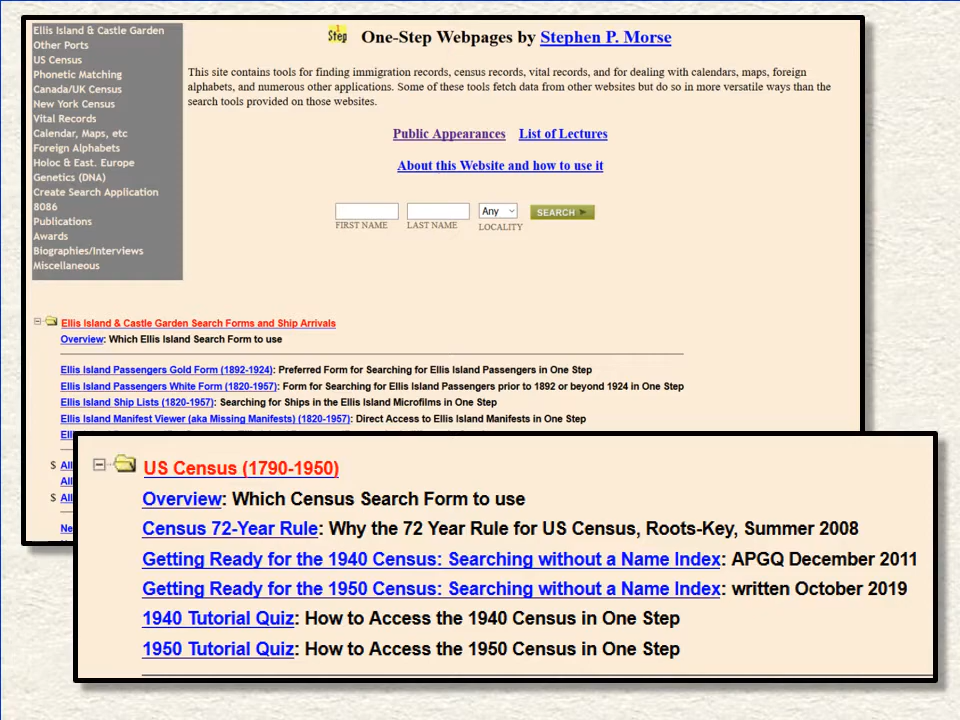 Ellis Island & Castle Garden
Other Ports
US Census
Phonetic Matching
Canada/UK Census
New York Census
Vital Records
Calendar, Maps, etc
Foreign Alphabets
Holoc & East. Europe
Genetics (DNA)
Create Search Application
8086
Publications
Awards
Biographies/Interviews
Miscellaneous
1 Step One-Step Webpages by Stephen P. Morse
This site contains tools for finding immigration records, census records, vital records, and for dealing with calendars, maps, foreign
alphabets, and numerous other applications. Some of these tools fetch data from other websites but do so in more versatile ways than the
search tools provided on those websites.
Public Appearances List of Lectures
About this Website and how to use it
Any SEARCH
FIRST NAME LAST NAME LOCALITY
Ellis Island & Castle Garden Search Forms and Ship Arrivals
Overview: Which Ellis Island Search Form to use
Ellis Island Passengers Gold Form (1892-1924): Preferred Form for Searching for Ellis Island Passengers in One Step
Ellis Island Passengers White Form (1820-1957): Form for Searching for Ellis Island Passengers prior to 1892 or beyond 1924 in One Step
Ellis Island Ship Lists (1820-1957): Searching for Ships in the Ellis Island Microfilms in One Step
Ellis Island Manifest Viewer (aka Missing Manifests) (1820-1957): Direct Access to Ellis Island Manifests in One Step
$
$
US Census (1790-1950)
Overview: Which Census Search Form to use
Census 72-Year Rule: Why the 72 Year Rule for US Census, Roots-Key, Summer 2008
Getting Ready for the 1940 Census: Searching without a Name Index: APGQ December 2011
Getting Ready for the 1950 Census: Searching without a Name Index: written October 2019
1940 Tutorial Quiz: How to Access the 1940 Census in One Step
1950 Tutorial Quiz: How to Access the 1950 Census in One Step